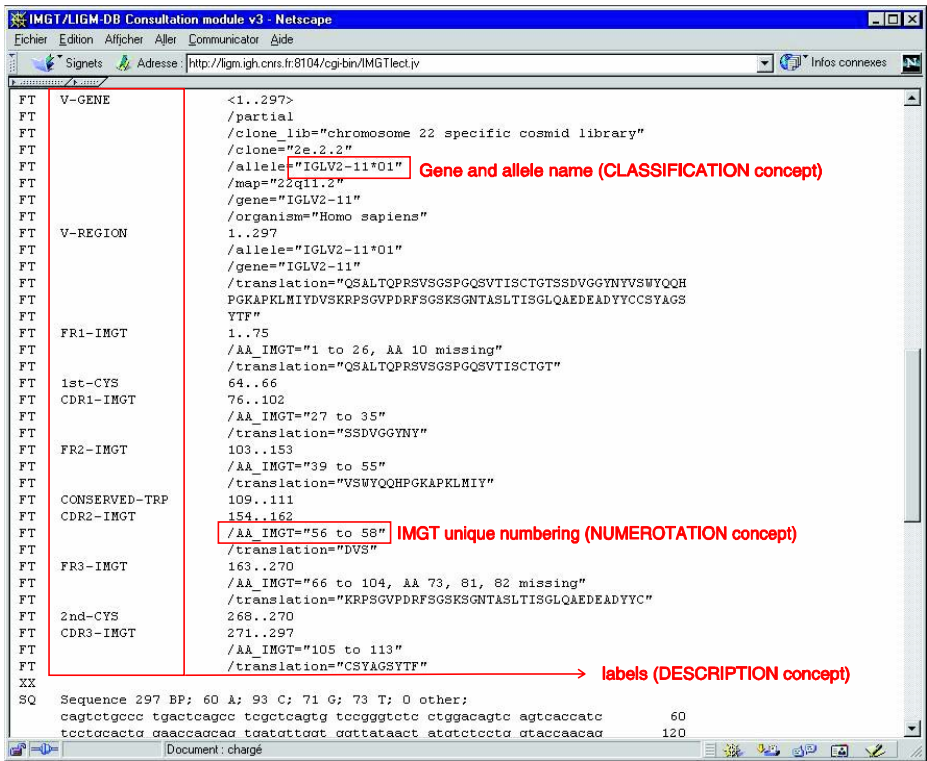 IMGT/LIGM-DB Consultation module v3 - Netscape
Fichier Edition Afficher Aller Communicator Aide
Signets Adresse : http://ligm.igh.cnrs.fr:8104/cgi-bin/IMGTlect.jv Infos connexes N
FT V-GENE <1..297>
FT /partial
FT /clone_lib="chromosome 22 specific cosmid library"
FT /clone="2e.2.2"
FT /allele="IGLV2-11*01" Gene and allele name (CLASSIFICATION concept)
FT /map="22q11.2"
FT /gene="IGLV2-11"
FT /organism="Homo sapiens"
FT V-REGION 1..297
FT /allele="IGLV2-11*01"
FT /gene="IGLV2-11"
FT /translation="QSALTQPRSVSGSPGQSVTISCTGTSSDVGGYNYVSWYQQH
FT PGKAPKLMIYDVSKRPSGVPDRFSGSKSGNTASLTISGLQAEDEADYYCCSYAGS
FT YTF"
FT FR1-IMGT 1..75
FT /AA_IMGT="1 to 26, AA 10 missing"
FT /translation="QSALTQPRSVSGSPGQSVTISCTGT"
FT 1st-CYS 64..66
FT CDR1-IMGT 76..102
FT /AA_IMGT="27 to 35"
FT /translation="SSDVGGYNY"
FT FR2-IMGT 103..153
FT /AA_IMGT="39 to 55"
FT /translation="VSWYQQHPGKAPKLMIY"
FT CONSERVED-TRP 109..111
FT CDR2-IMGT 154..162
FT /AA_IMGT="56 to 58" IMGT unique numbering (NUMEROTATION concept)
FT /translation="DVS"
FT FR3-IMGT 163..270
FT /AA_IMGT="66 to 104, AA 73, 81, 82 missing"
FT /translation="KRPSGVPDRFSGSKSGNTASLTISGLQAEDEADYYC"
FT 2nd-CYS 268..270
FT CDR3-IMGT 271..297
FT /AA_IMGT="105 to 113"
FT /translation="CSYAGSYTF"
labels (DESCRIPTION concept)
XX
SQ Sequence 297 BP; 60 A; 93 C; 71 G; 73 T; 0 other;
cagtctgccc tgactcagcc tcgctcagtg tccgggtctc ctggacagtc agtcaccatc 60
tcctgcactg gaaccagcag tgatgttggt ggttataact atgtctcctg gtaccaacag 120
Document : chargé